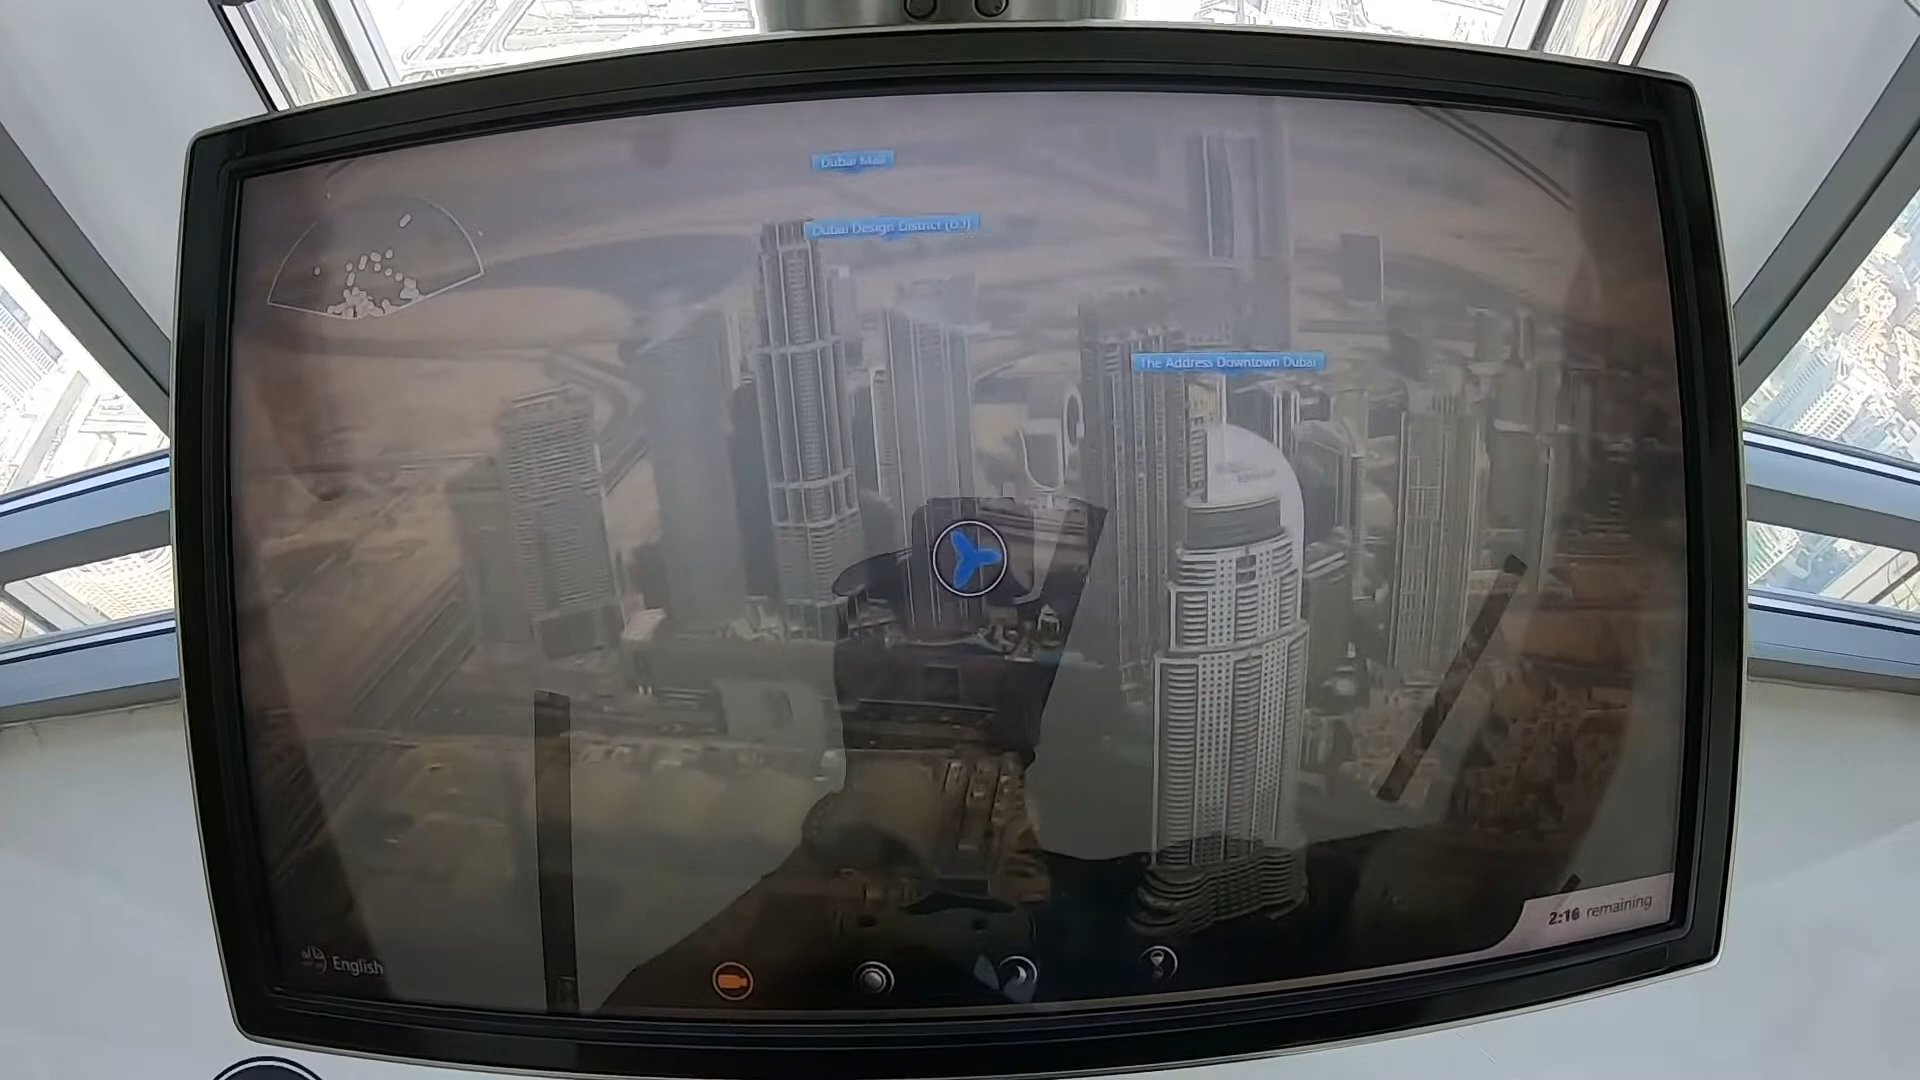 Dubai Mall
Dubai Design District (D3)
The Address Downtown Dubai
2:16 remaining
English